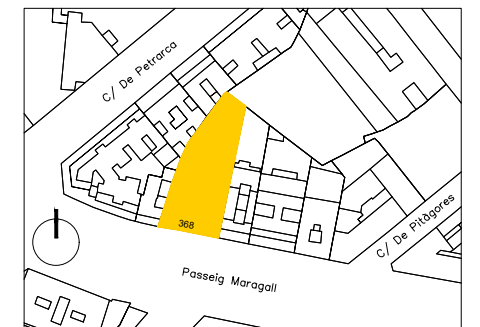 C/ De Petrarca
368
C/ De Pitàgores
Passeig Maragall